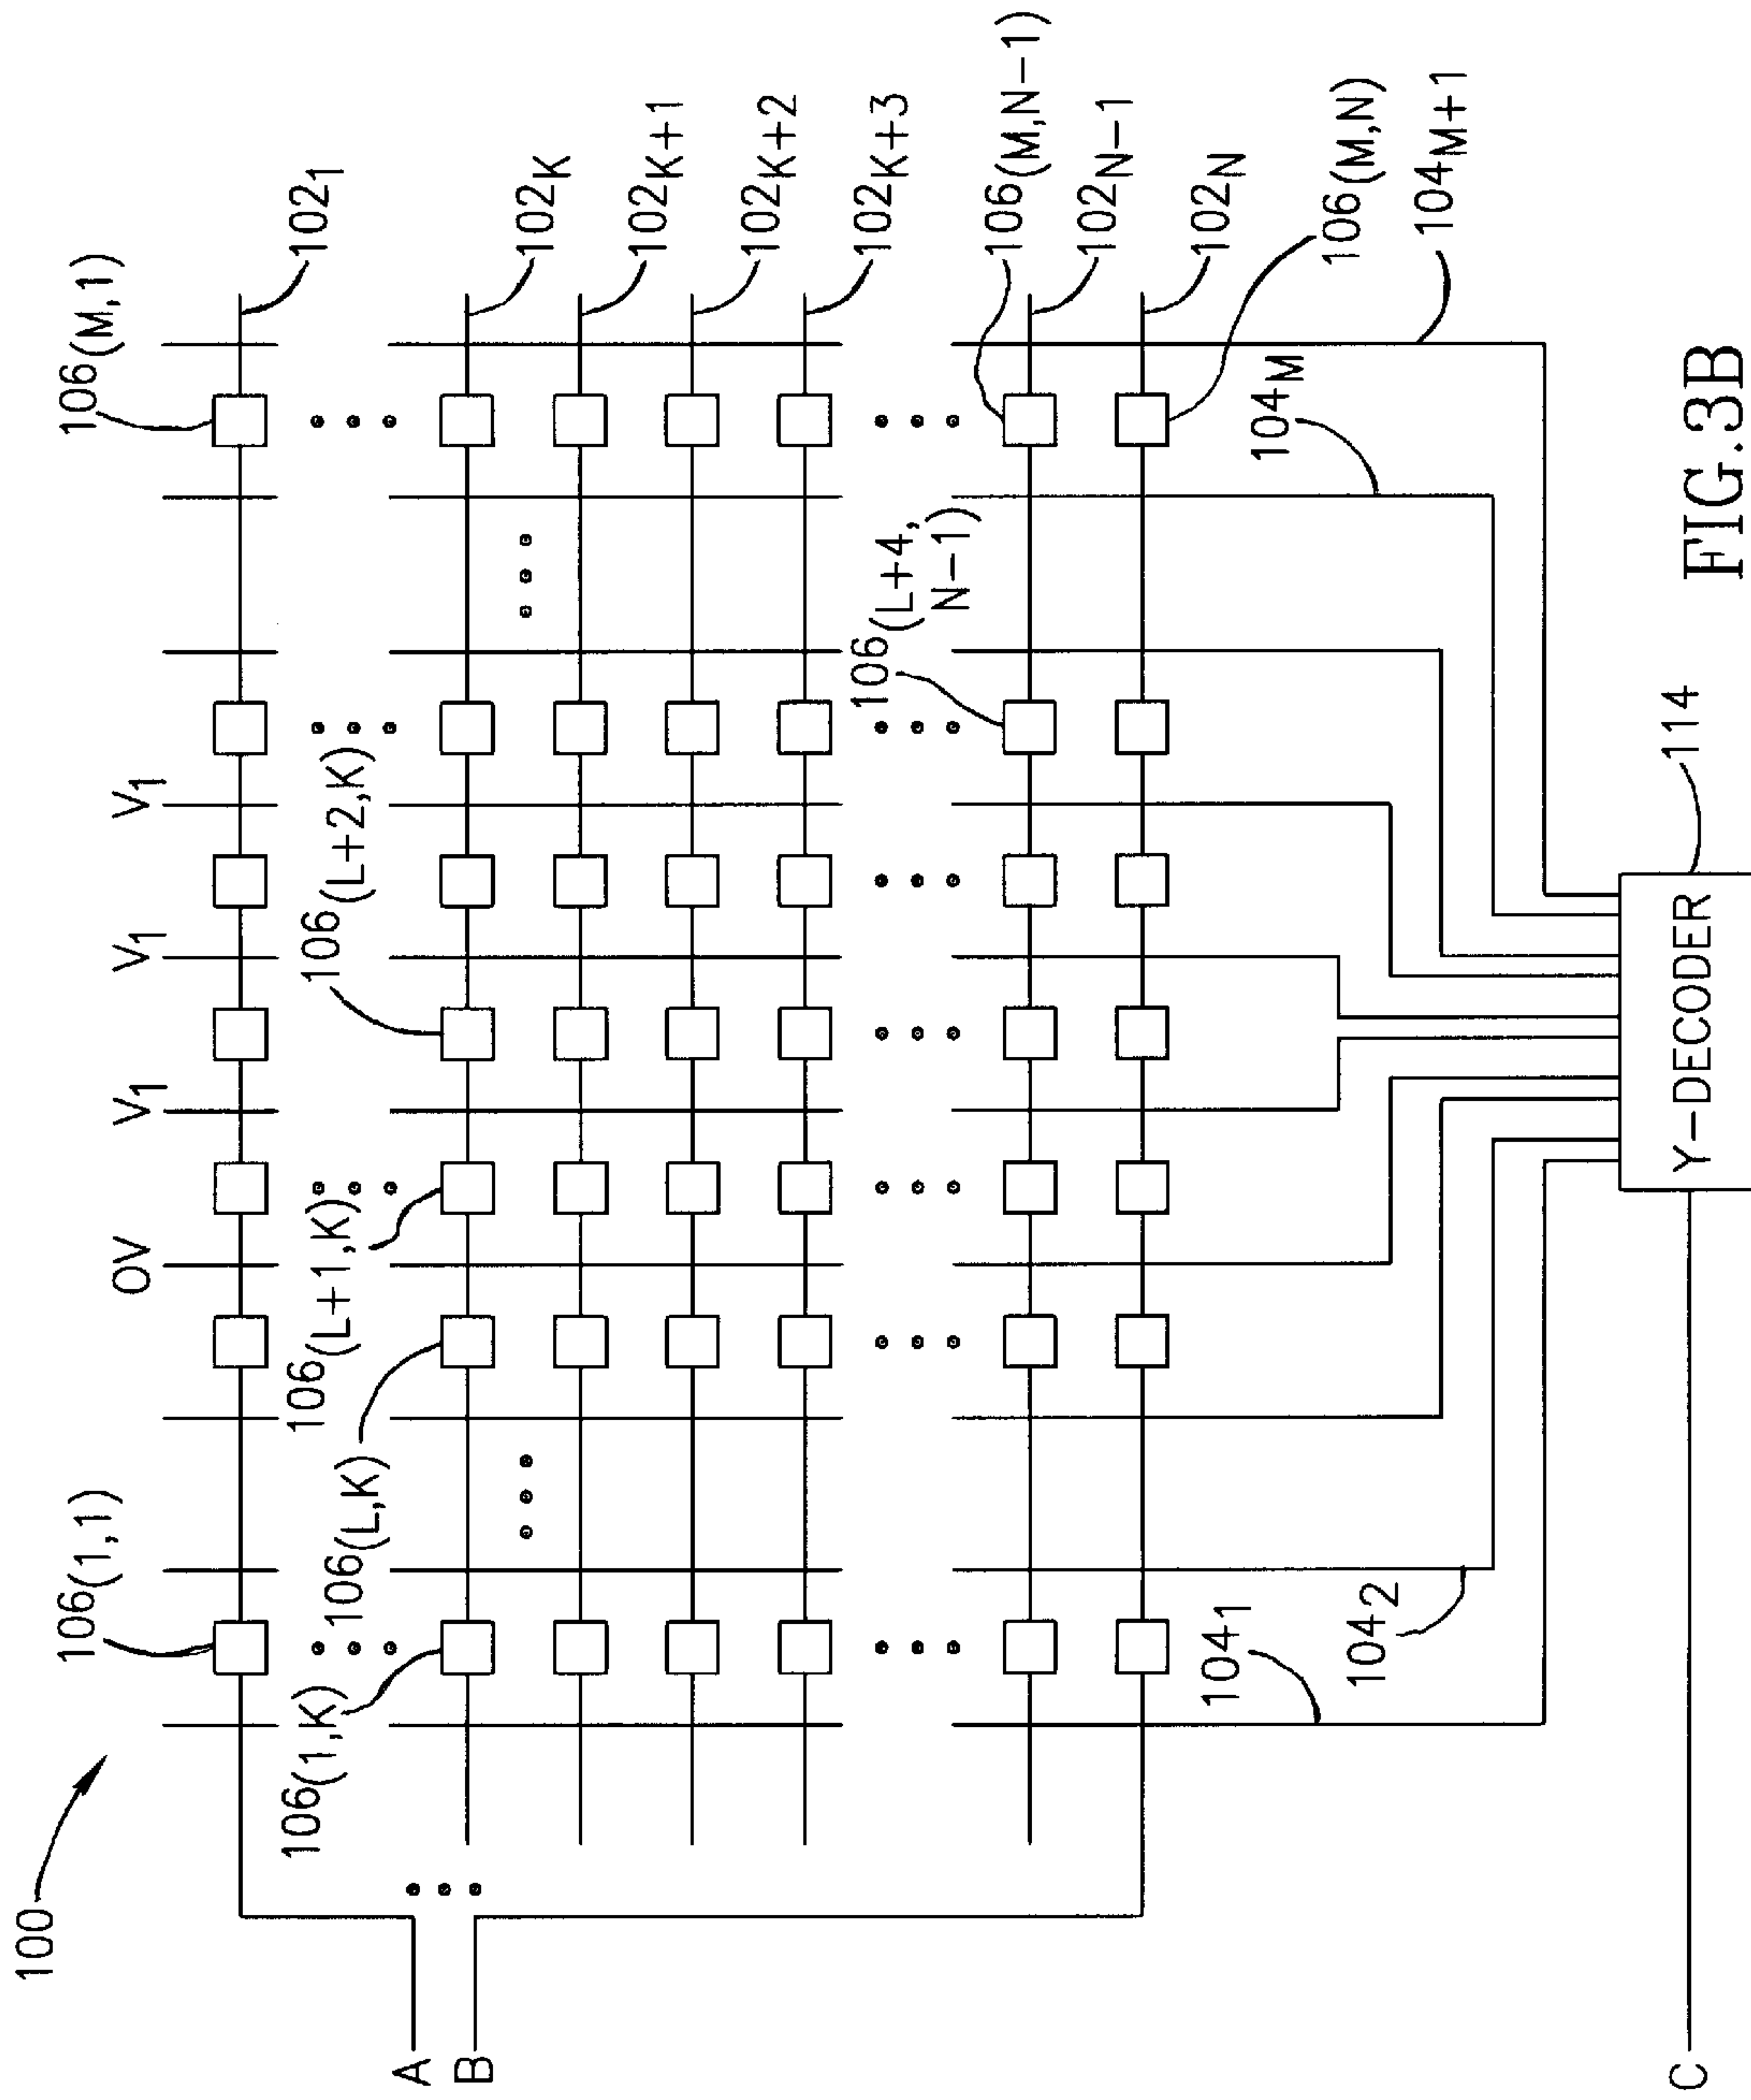 100
106(1,1)
0V
V1
V1
V1
106(M,1)
102₁
106(1,K)
106(L,K)
106(L+1,K)
106(L+2,K)
102K
102K+1
102K+2
102K+3
A
B
106(L+4,
N-1)
106(M,N-1)
102N-1
102N
104₁
104₂
104M
106(M,N)
104M+1
114
Y-DECODER
C
FIG.3B